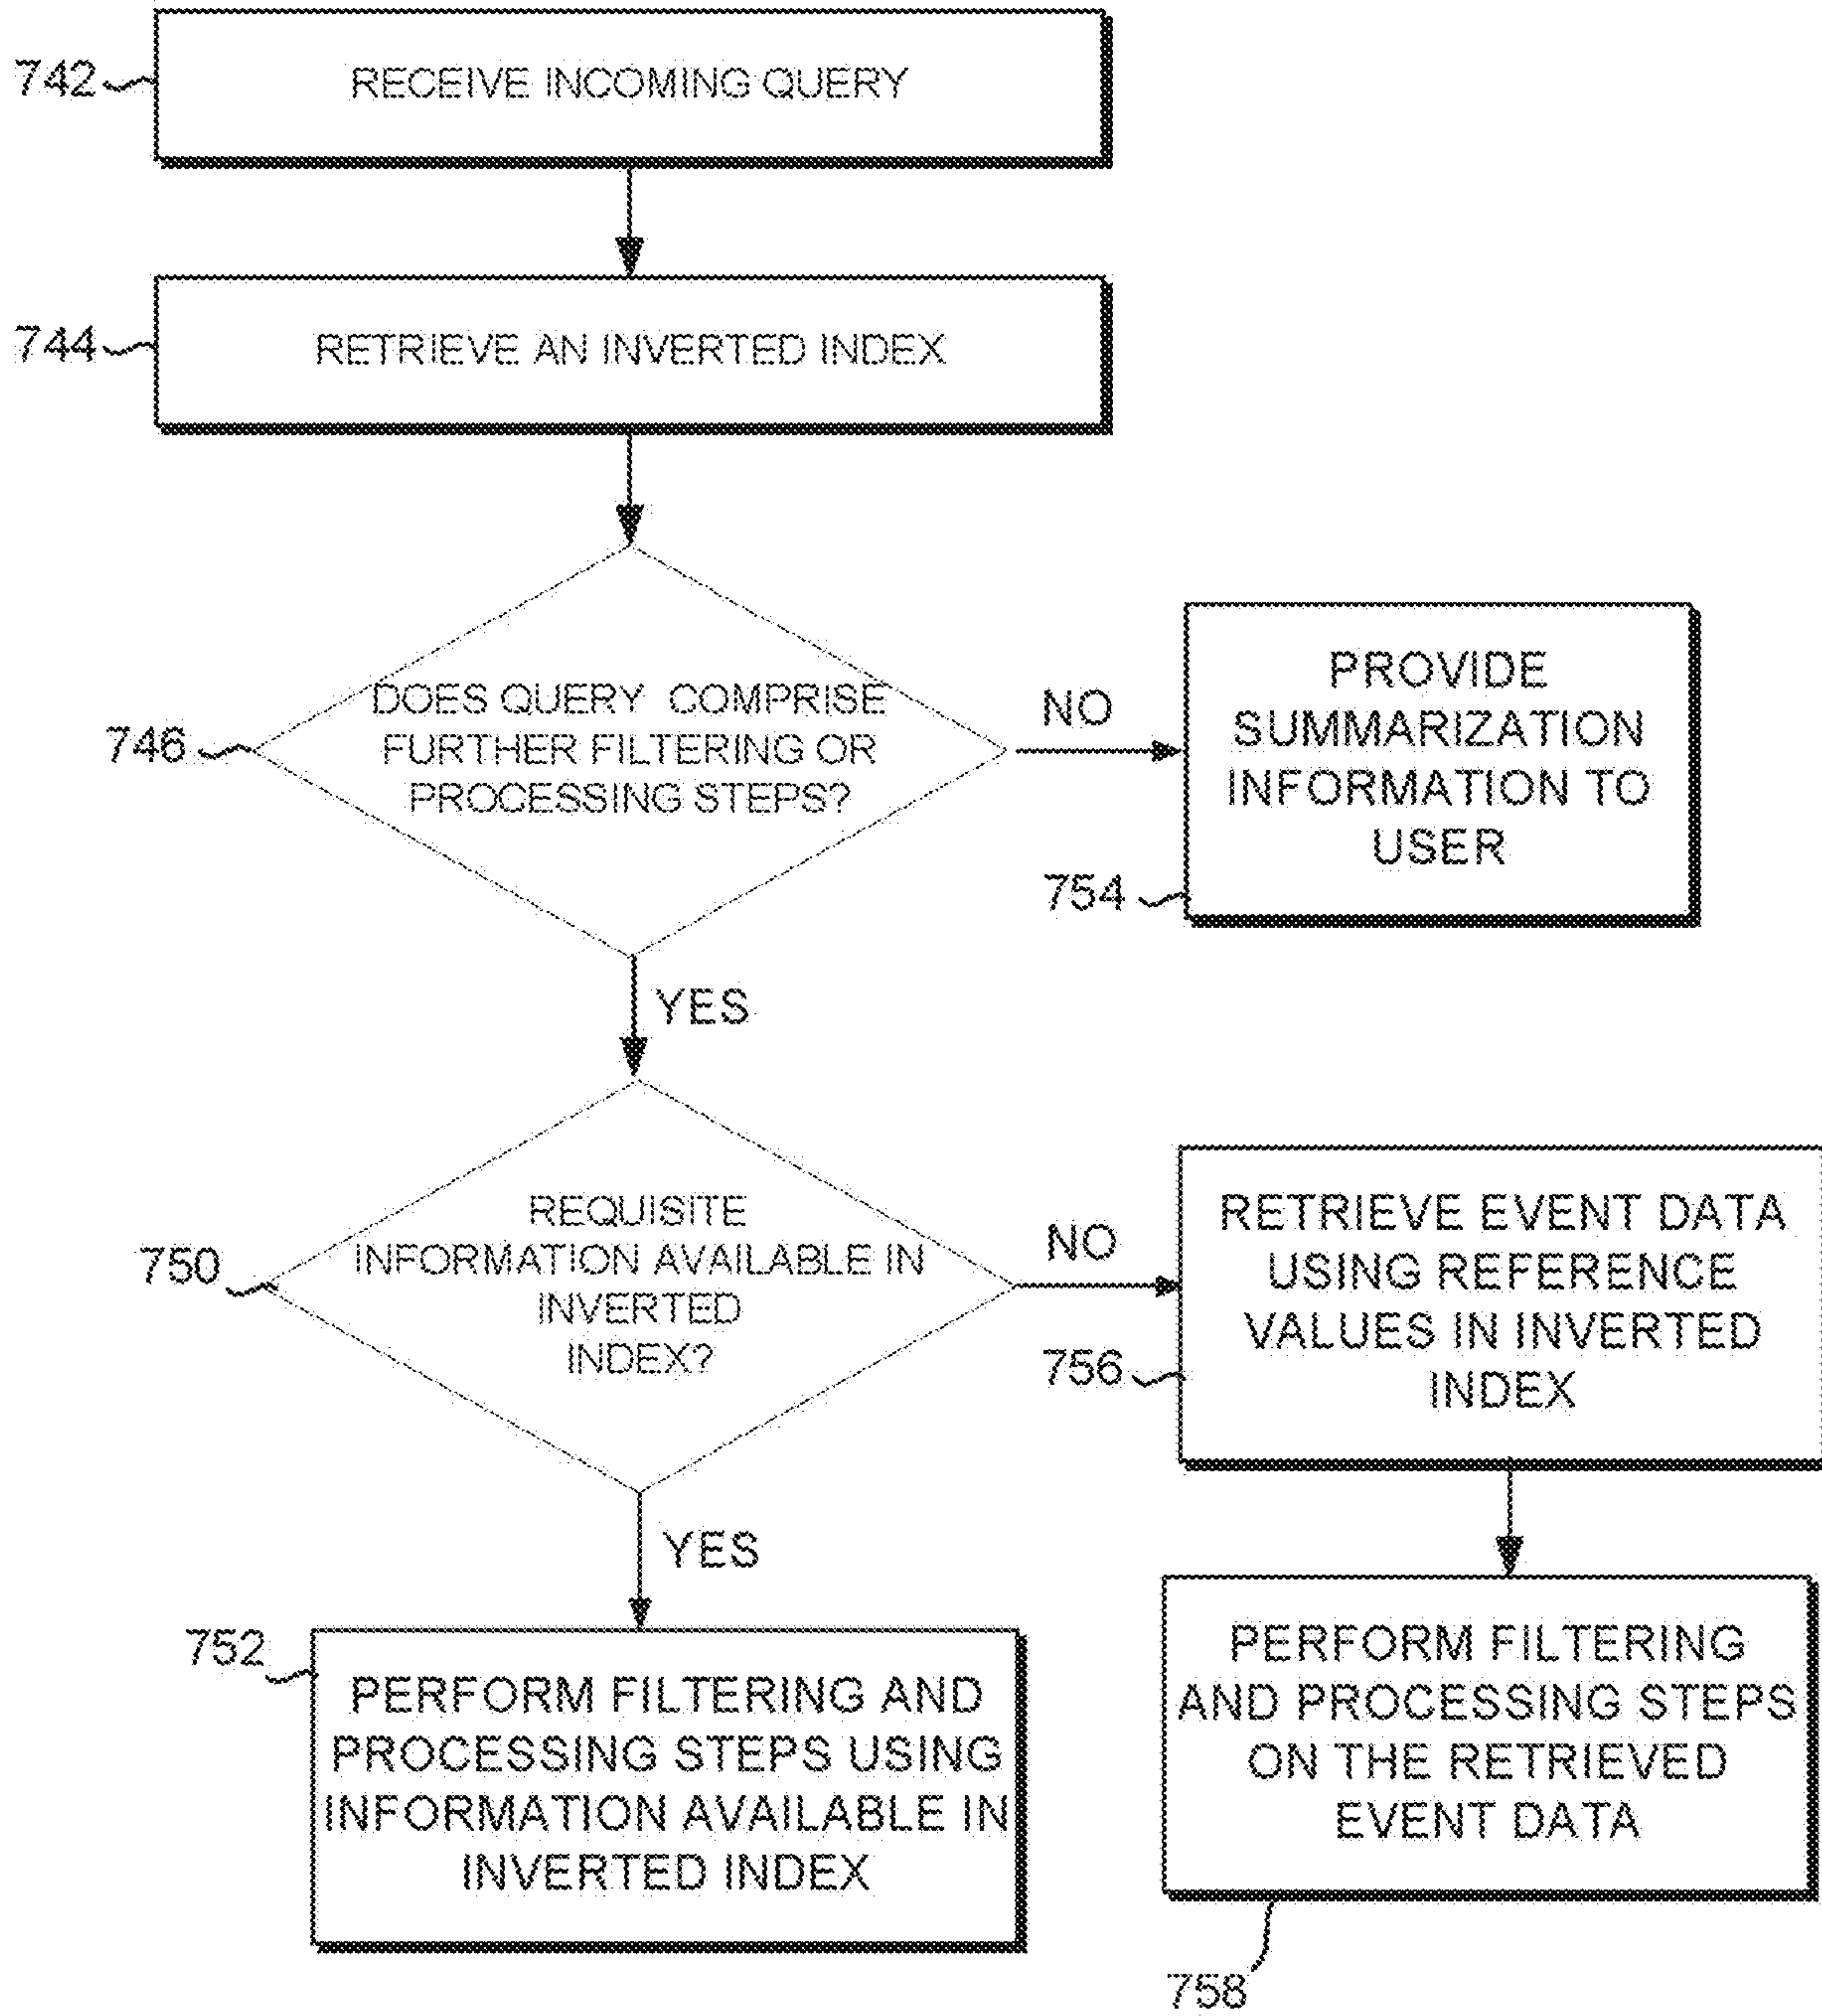 742
RECEIVE INCOMING QUERY
744
RETRIEVE AN INVERTED INDEX
746
DOES QUERY COMPRISE
FURTHER FILTERING OR
PROCESSING STEPS?
NO
PROVIDE
SUMMARIZATION
INFORMATION TO
USER
754
YES
750
REQUISITE
INFORMATION AVAILABLE IN
INVERTED
INDEX?
NO
RETRIEVE EVENT DATA
USING REFERENCE
VALUES IN INVERTED
INDEX
756
YES
752
PERFORM FILTERING AND
PROCESSING STEPS USING
INFORMATION AVAILABLE IN
INVERTED INDEX
PERFORM FILTERING
AND PROCESSING STEPS
ON THE RETRIEVED
EVENT DATA
758